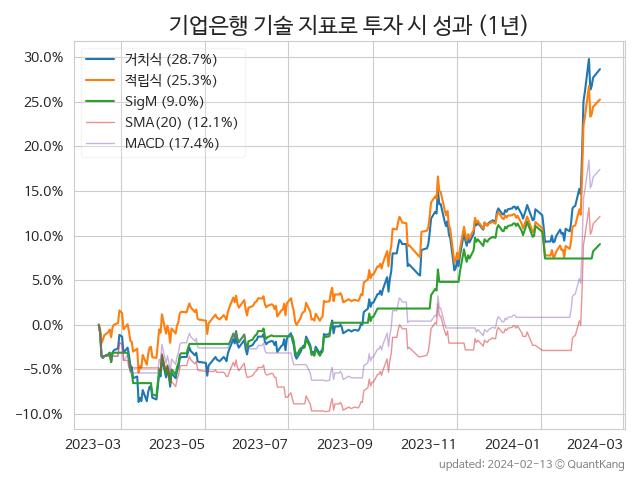 기업은행 기술 지표로 투자 시 성과 (1년)
거치식 (28.7%)
적립식 (25.3%)
SigM (9.0%)
SMA(20) (12.1%)
MACD (17.4%)
30.0%
25.0%
20.0%
15.0%
10.0%
5.0%
0.0%
−5.0%
−10.0%
2023-03 2023-05 2023-07 2023-09 2023-11 2024-01 2024-03
updated: 2024-02-13 © QuantKang